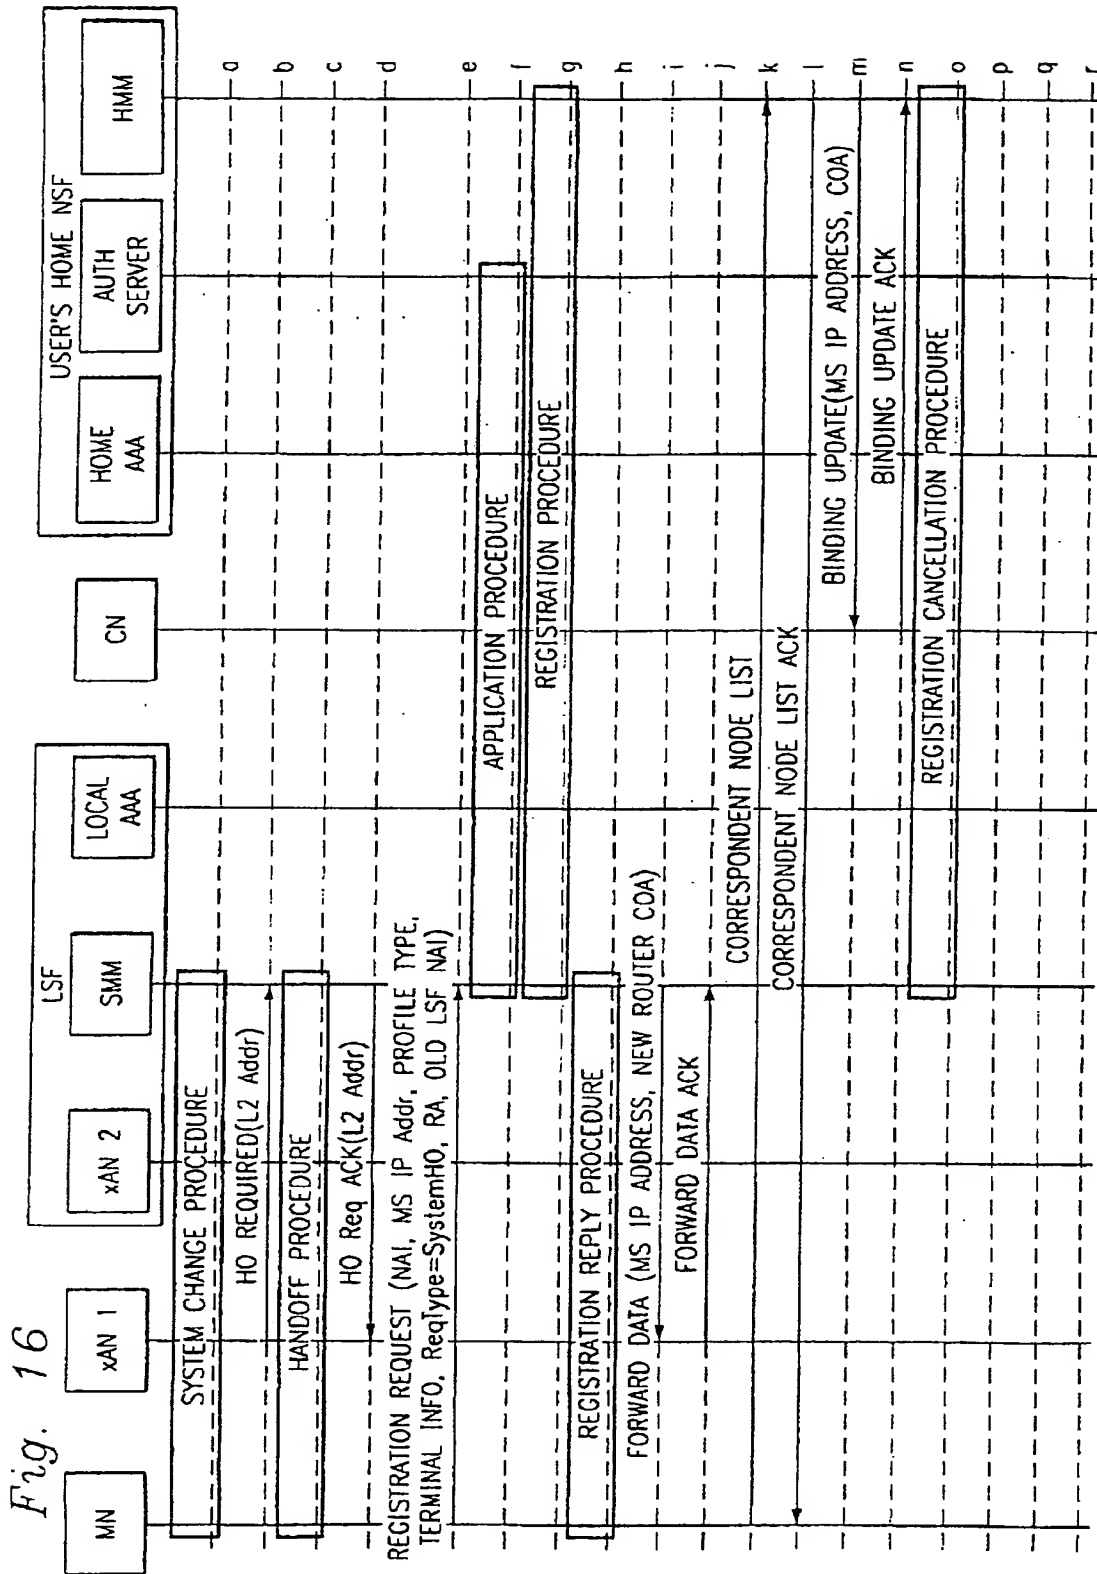 Fig. 16
MN
xAN 1
LSF
xAN 2
SMM
LOCAL
AAA
CN
USER'S HOME NSF
HOME
AAA
AUTH
SERVER
HMM
SYSTEM CHANGE PROCEDURE
a
HO REQUIRED(L2 Addr)
b
HANDOFF PROCEDURE
c
HO Req ACK(L2 Addr)
d
REGISTRATION REQUEST (NAI, MS IP Addr, PROFILE TYPE,
TERMINAL INFO, ReqType=SystemHO, RA, OLD LSF NAI)
e
APPLICATION PROCEDURE
f
REGISTRATION PROCEDURE
g
REGISTRATION REPLY PROCEDURE
h
FORWARD DATA (MS IP ADDRESS, NEW ROUTER COA)
i
FORWARD DATA ACK
j
CORRESPONDENT NODE LIST
k
CORRESPONDENT NODE LIST ACK
l
BINDING UPDATE(MS IP ADDRESS, COA)
m
BINDING UPDATE ACK
n
REGISTRATION CANCELLATION PROCEDURE
o
p
q
r